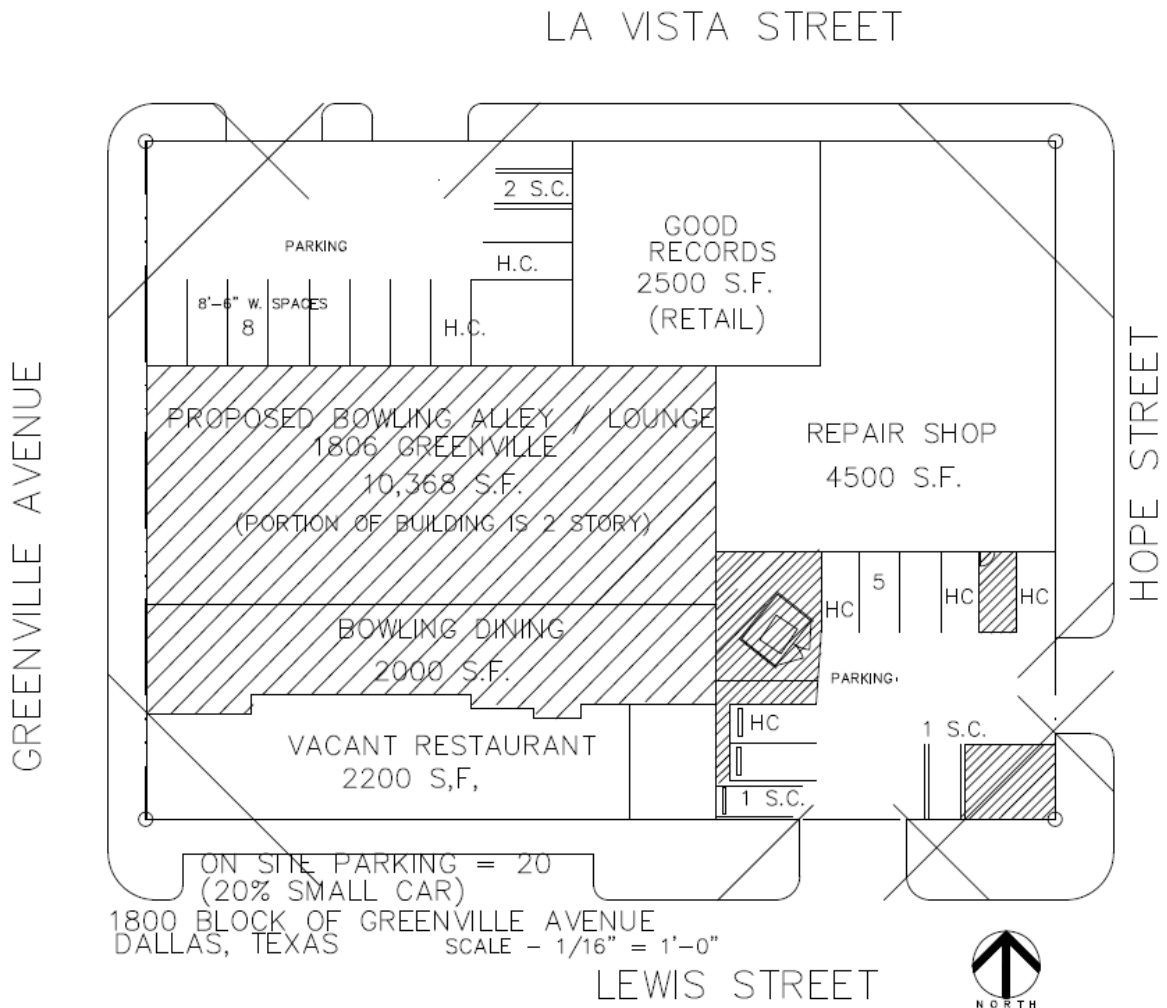 LA VISTA STREET
2 S.C.
PARKING
H.C.
8'-6" W. SPACES
8
H.C.
GOOD
RECORDS
2500 S.F.
(RETAIL)
GREENVILLE AVENUE
HOPE STREET
PROPOSED BOWLING ALLEY / LOUNGE
1806 GREENVILLE
10,368 S.F.
(PORTION OF BUILDING IS 2 STORY)
REPAIR SHOP
4500 S.F.
5
HC
HC
HC
BOWLING DINING
2000 S.F.
PARKING
HC
1 S.C.
VACANT RESTAURANT
2200 S,F,
1 S.C.
ON SITE PARKING = 20
(20% SMALL CAR)
1800 BLOCK OF GREENVILLE AVENUE
DALLAS, TEXAS SCALE - 1/16" = 1'-0"
LEWIS STREET
NORTH